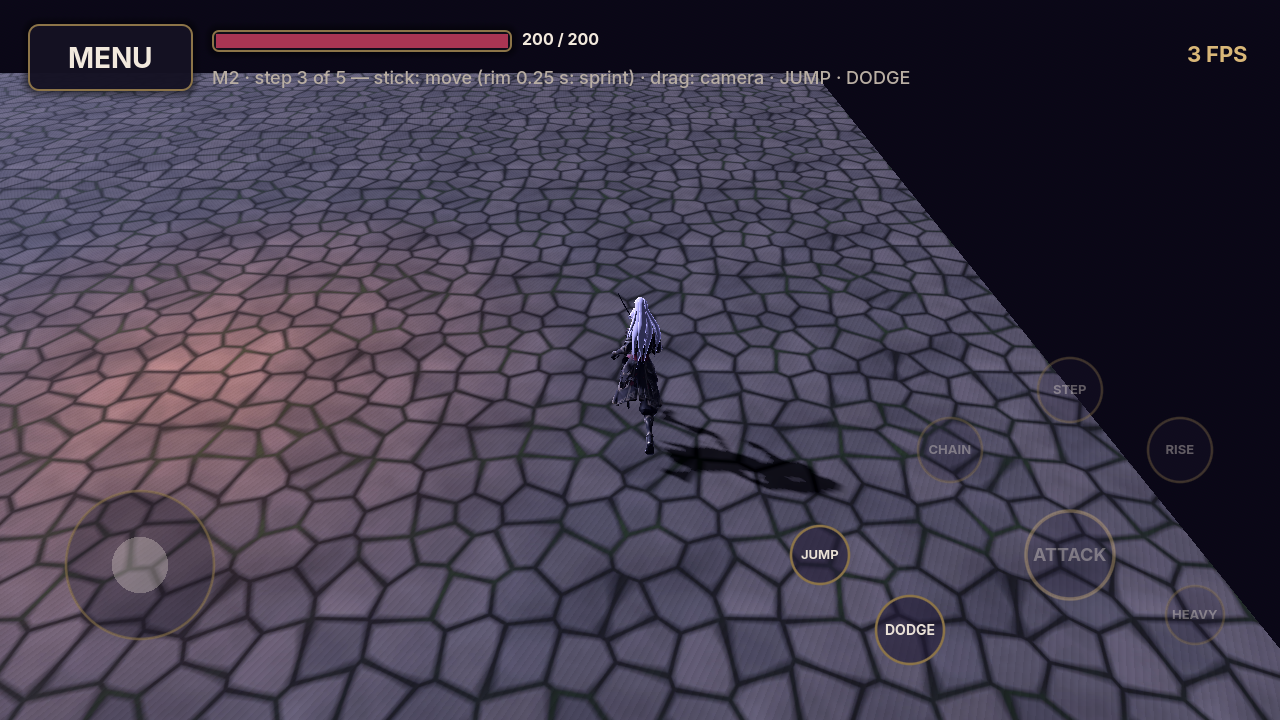 MENU
200 / 200
3 FPS
M2 · step 3 of 5 — stick: move (rim 0.25 s: sprint) · drag: camera · JUMP · DODGE
STEP
CHAIN
RISE
JUMP
ATTACK
HEAVY
DODGE